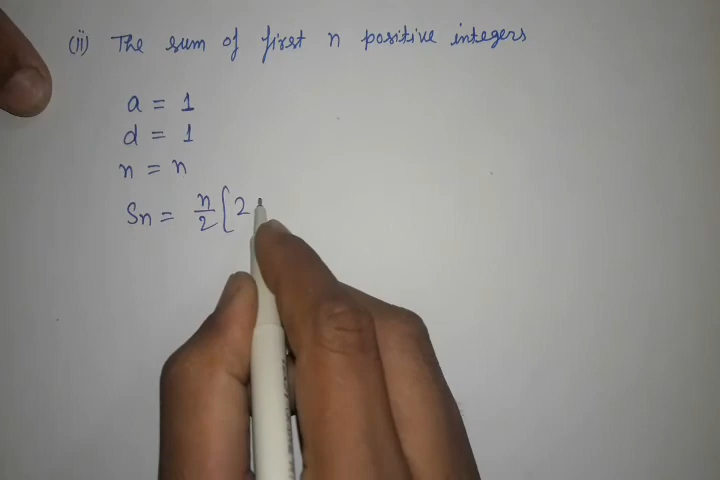 (ii) The sum of first n positive integers
a = 1
d = 1
n = n
Sn = n/2 [2